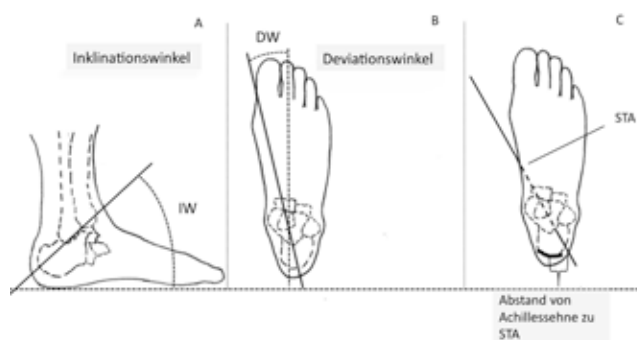 A
Inklinationswinkel
IW
B
DW
Deviationswinkel
C
STA
Abstand von
Achillessehne zu
STA